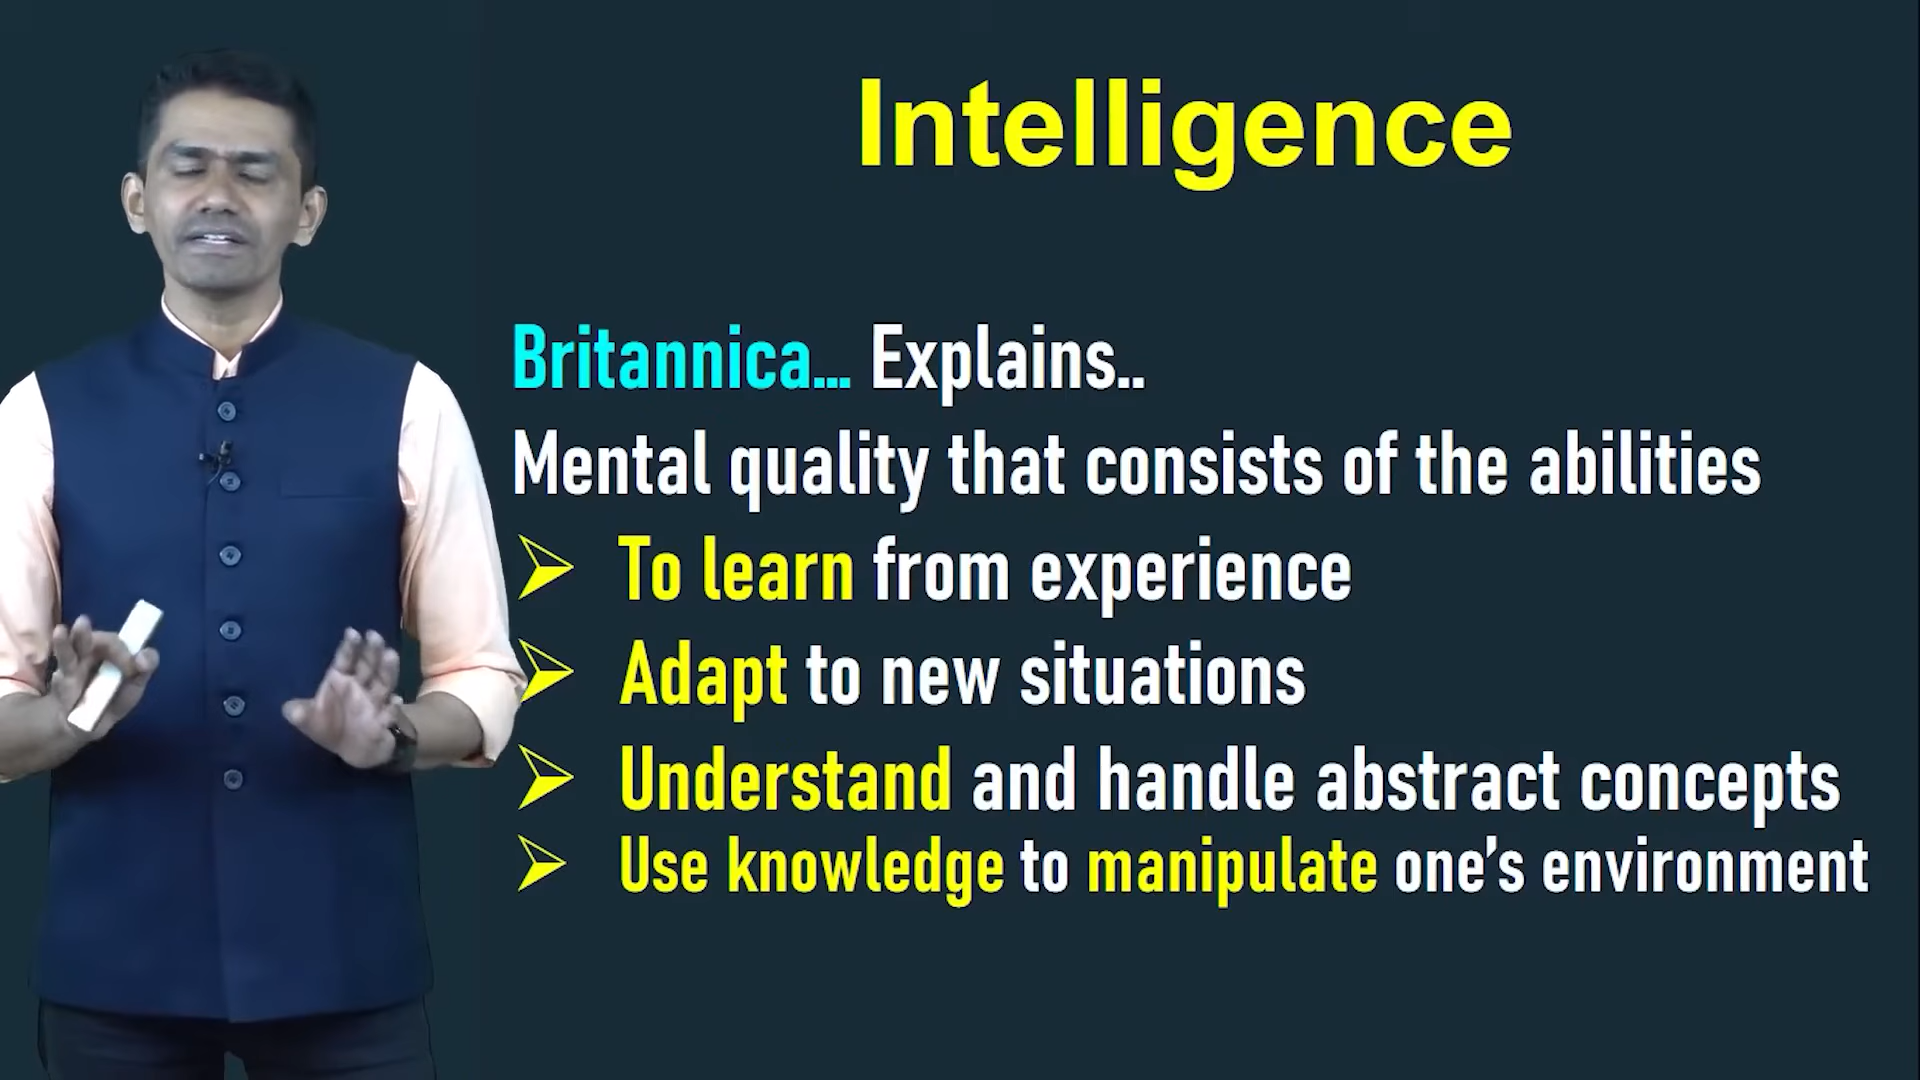 Intelligence
Britannica... Explains..
Mental quality that consists of the abilities
To learn from experience
Adapt to new situations
Understand and handle abstract concepts
Use knowledge to manipulate one’s environment